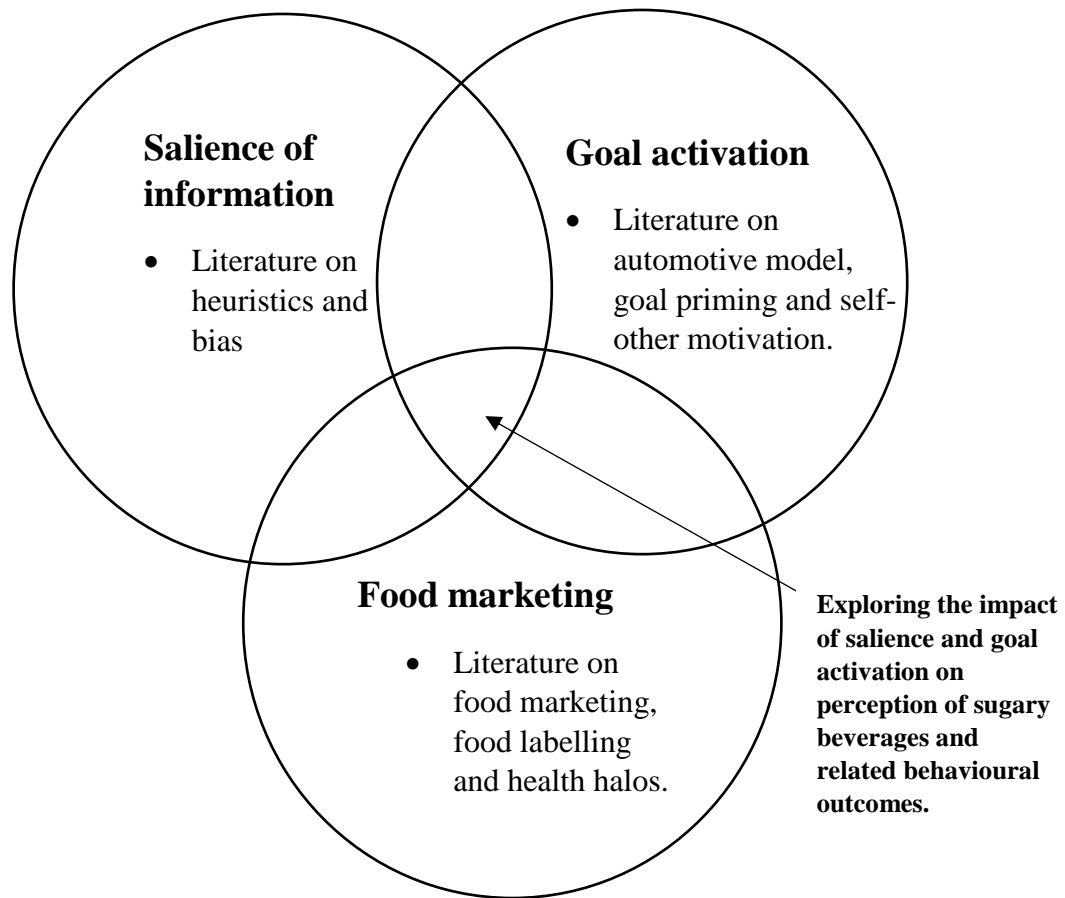 Salience of
information
• Literature on
heuristics and
bias
Goal activation
• Literature on
automotive model,
goal priming and self-
other motivation.
Food marketing
• Literature on
food marketing,
food labelling
and health halos.
Exploring the impact
of salience and goal
activation on
perception of sugary
beverages and
related behavioural
outcomes.